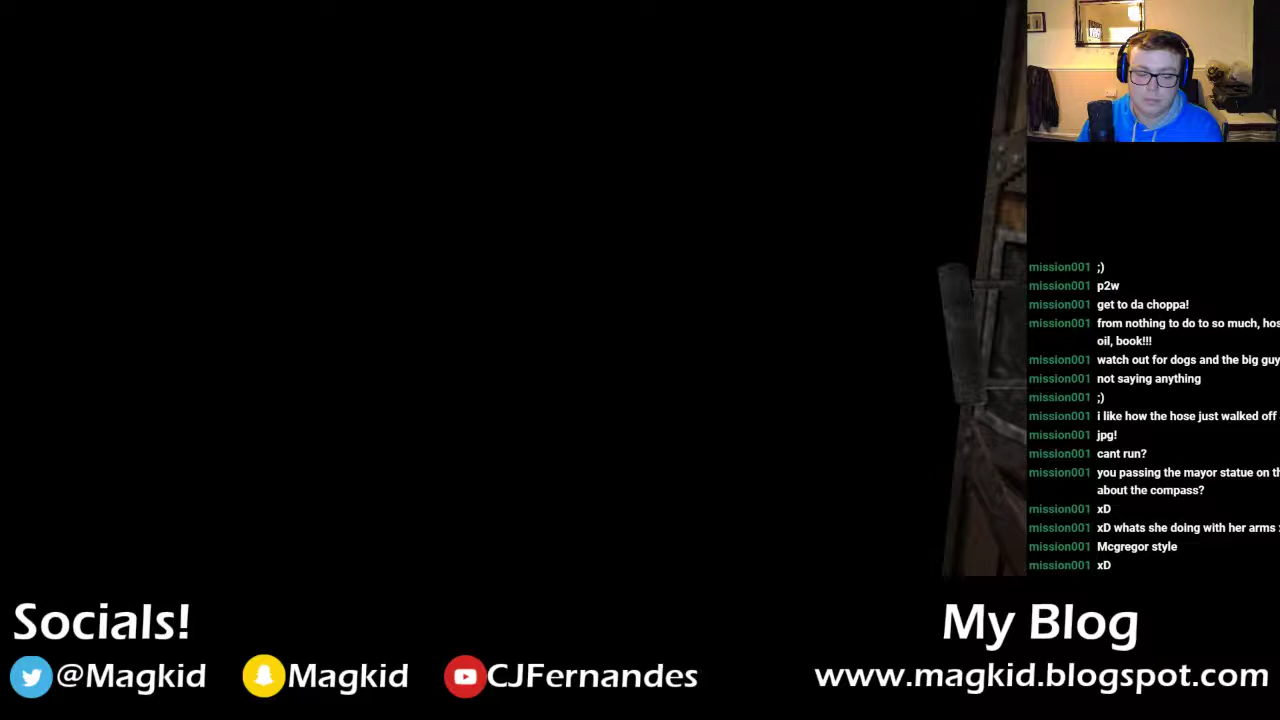 mission001 ;)
mission001 p2w
mission001 get to da choppa!
mission001 from nothing to do to so much,
oil, book!!!
mission001 watch out for dogs and the big guy
mission001 not saying anything
mission001 ;)
mission001 i like how the hose just walked off
mission001 jpg!
mission001 cant run?
mission001 you passing the mayor statue on
about the compass?
mission001 xD
mission001 xD whats she doing with her arms
mission001 Mcgregor style
mission001 xD
Socials!
My Blog
@Magkid Magkid CJFernandes www.magkid.blogspot.com